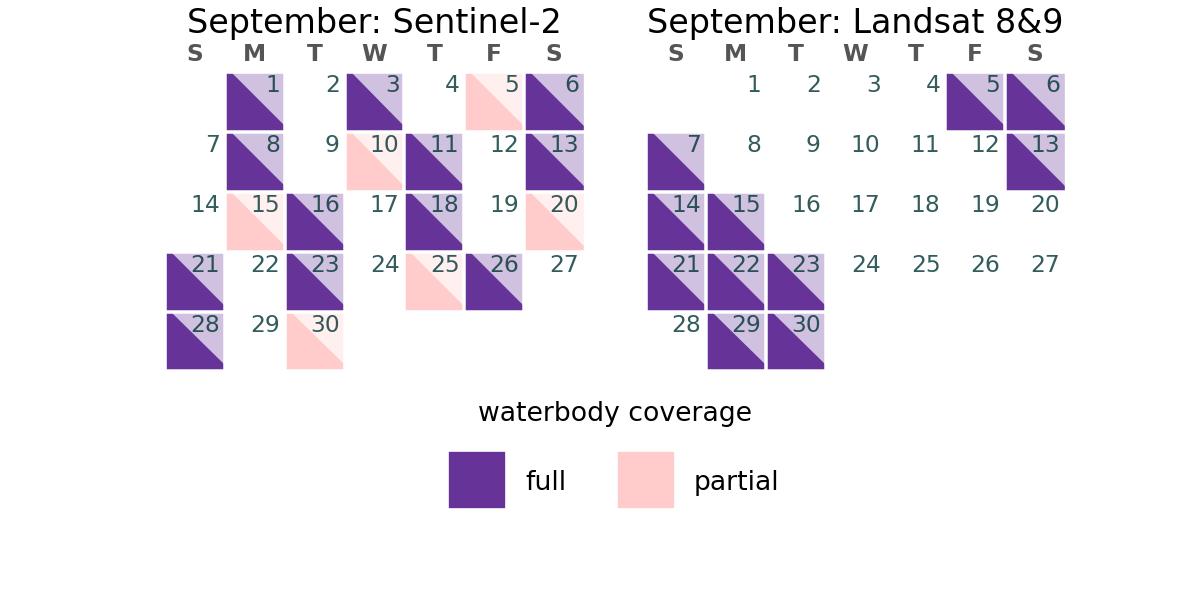 September: Sentinel-2
S M T W T F S
1 2 3 4 5 6
7 8 9 10 11 12 13
14 15 16 17 18 19 20
21 22 23 24 25 26 27
28 29 30
September: Landsat 8&9
S M T W T F S
1 2 3 4 5 6
7 8 9 10 11 12 13
14 15 16 17 18 19 20
21 22 23 24 25 26 27
28 29 30
waterbody coverage
full partial